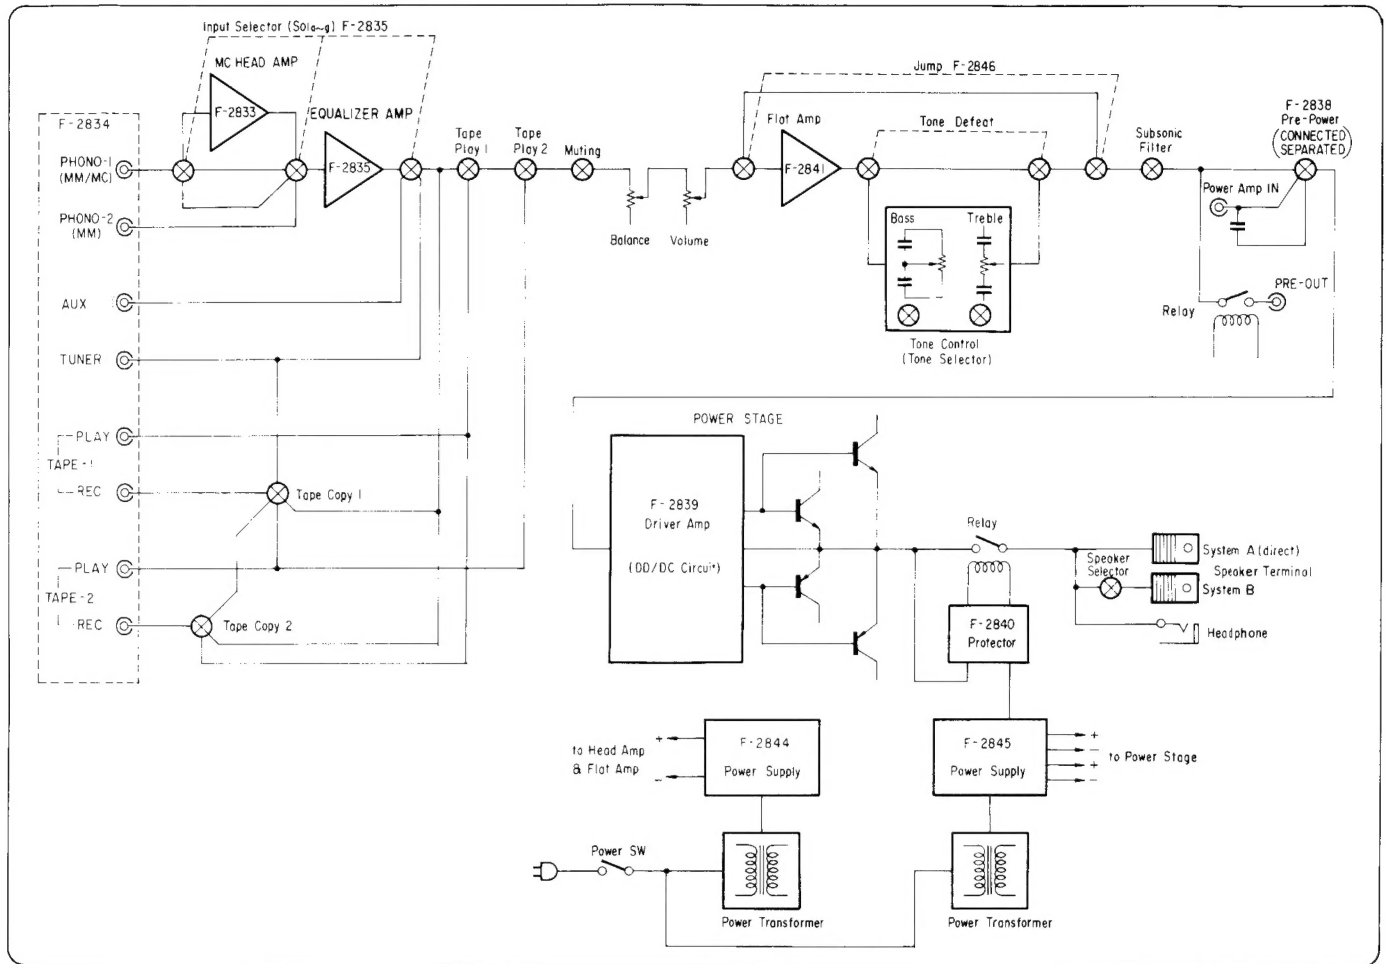 Input Selector (Sola~g) F-2835
MC HEAD AMP
F-2833
EQUALIZER AMP
F-2835
F-2834
PHONO-1
(MM/MC)
PHONO-2
(MM)
AUX
TUNER
PLAY
TAPE-1
REC
PLAY
TAPE-2
REC
Tape Copy 1
Tape Copy 2
Tape
Play 1
Tape
Play 2
Muting
Balance
Volume
Jump F-2846
Flat Amp
F-2841
Tone Defeat
Bass
Treble
Tone Control
(Tone Selector)
Subsonic
Filter
F-2838
Pre-Power
(CONNECTED
SEPARATED)
Power Amp IN
PRE-OUT
Relay
POWER STAGE
F-2839
Driver Amp
(DD/DC Circuit)
Relay
F-2840
Protector
Speaker
Selector
System A (direct)
Speaker Terminal
System B
Headphone
to Head Amp
& Flat Amp
+
−
F-2844
Power Supply
F-2845
Power Supply
+
−
+
−
to Power Stage
Power SW
Power Transformer
Power Transformer